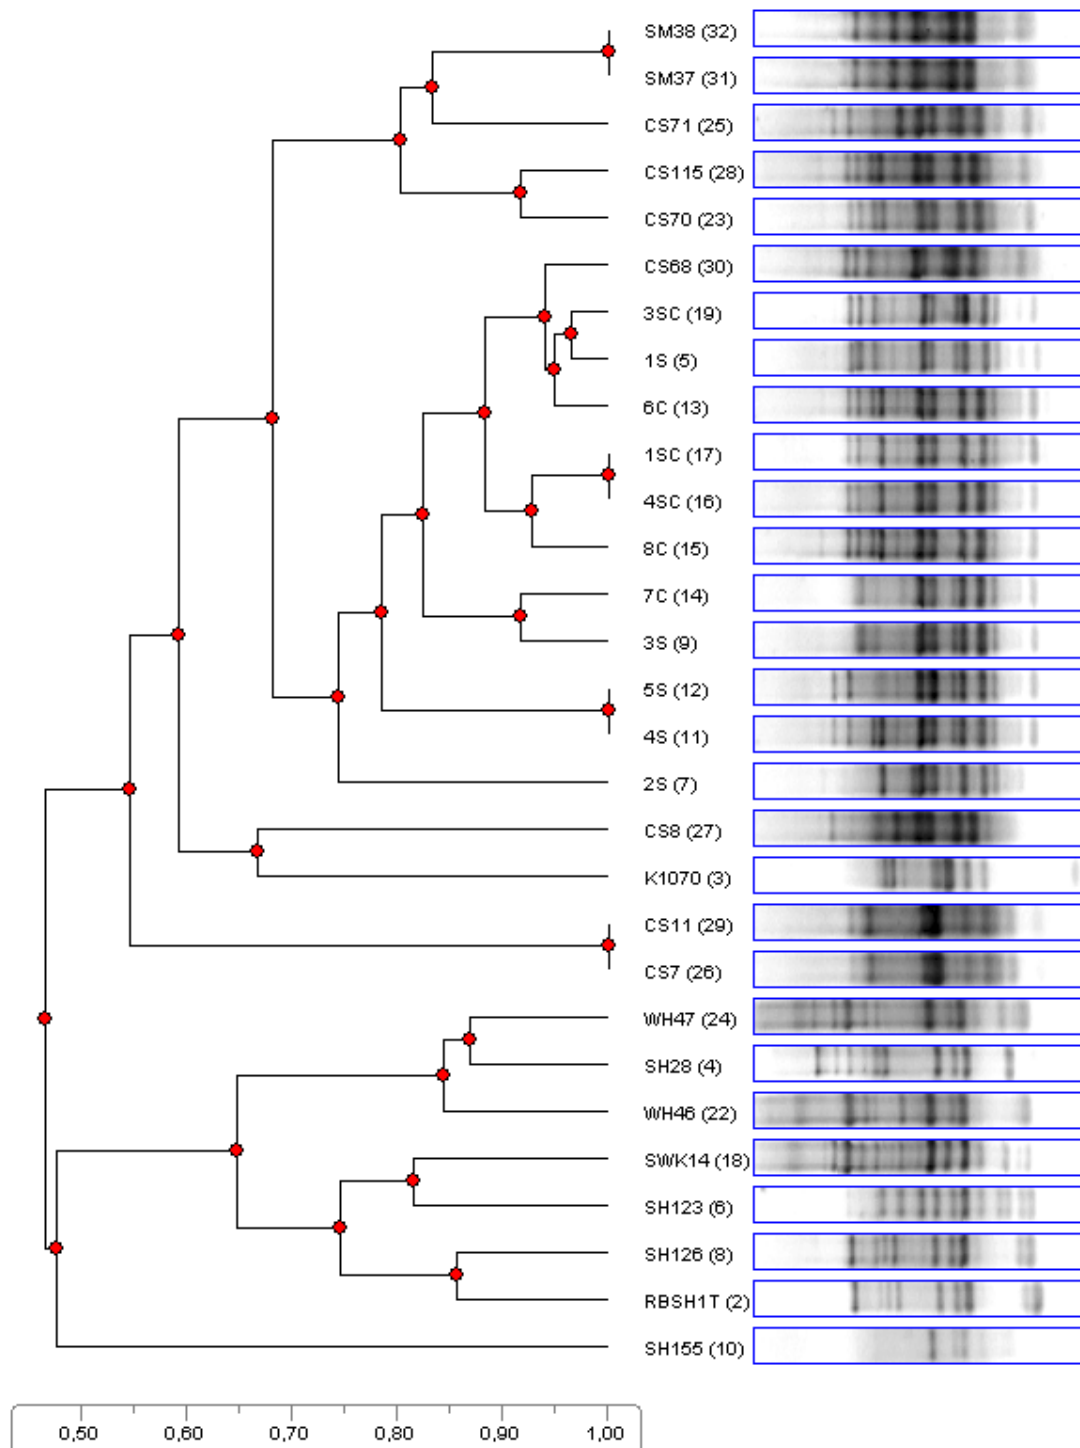 SM38 (32)
SM37 (31)
CS71 (25)
CS115 (28)
CS70 (23)
CS68 (30)
3SC (19)
1S (5)
6C (13)
1SC (17)
4SC (16)
8C (15)
7C (14)
3S (9)
5S (12)
4S (11)
2S (7)
CS8 (27)
K1070 (3)
CS11 (29)
CS7 (26)
WH47 (24)
SH28 (4)
WH46 (22)
SWK14 (18)
SH123 (6)
SH126 (8)
RBSH1T (2)
SH155 (10)
0,50 0,60 0,70 0,80 0,90 1,00